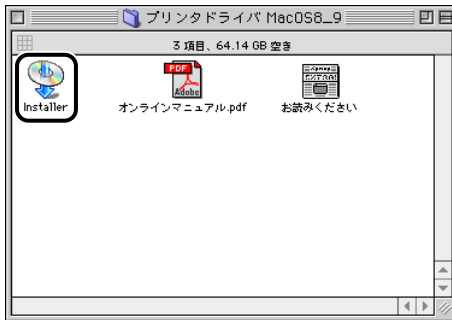 プリンタドライバ MacOS8_9
3 項目、64.14 GB 空き
PDF
Adobe
EXTRA!
Installer
オンラインマニュアル.pdf
お読みください